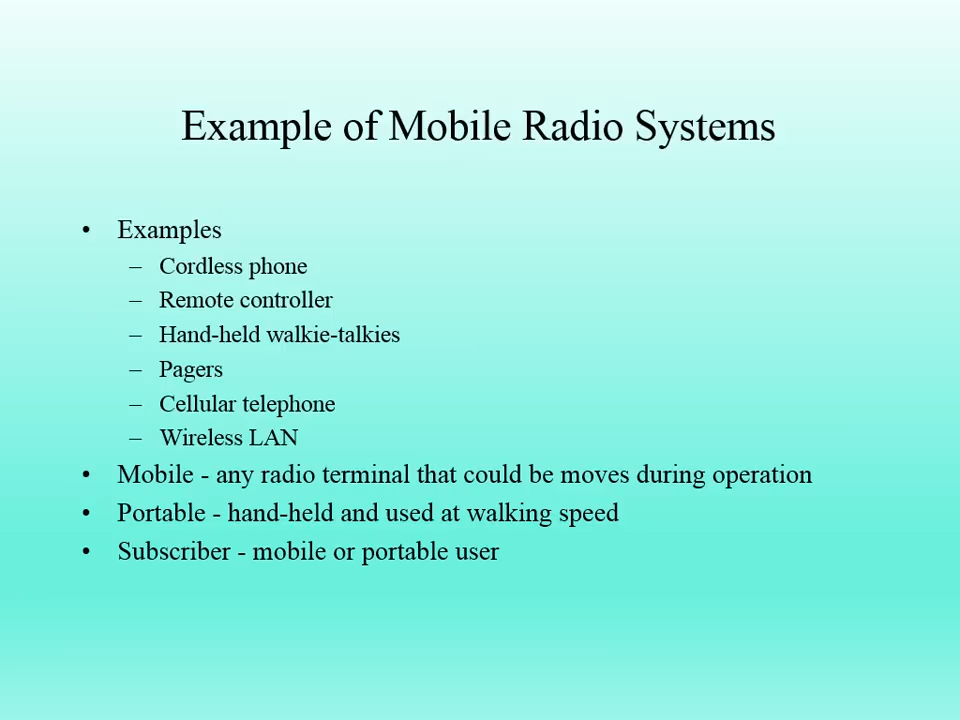 Example of Mobile Radio Systems
• Examples
– Cordless phone
– Remote controller
– Hand-held walkie-talkies
– Pagers
– Cellular telephone
– Wireless LAN
• Mobile - any radio terminal that could be moves during operation
• Portable - hand-held and used at walking speed
• Subscriber - mobile or portable user